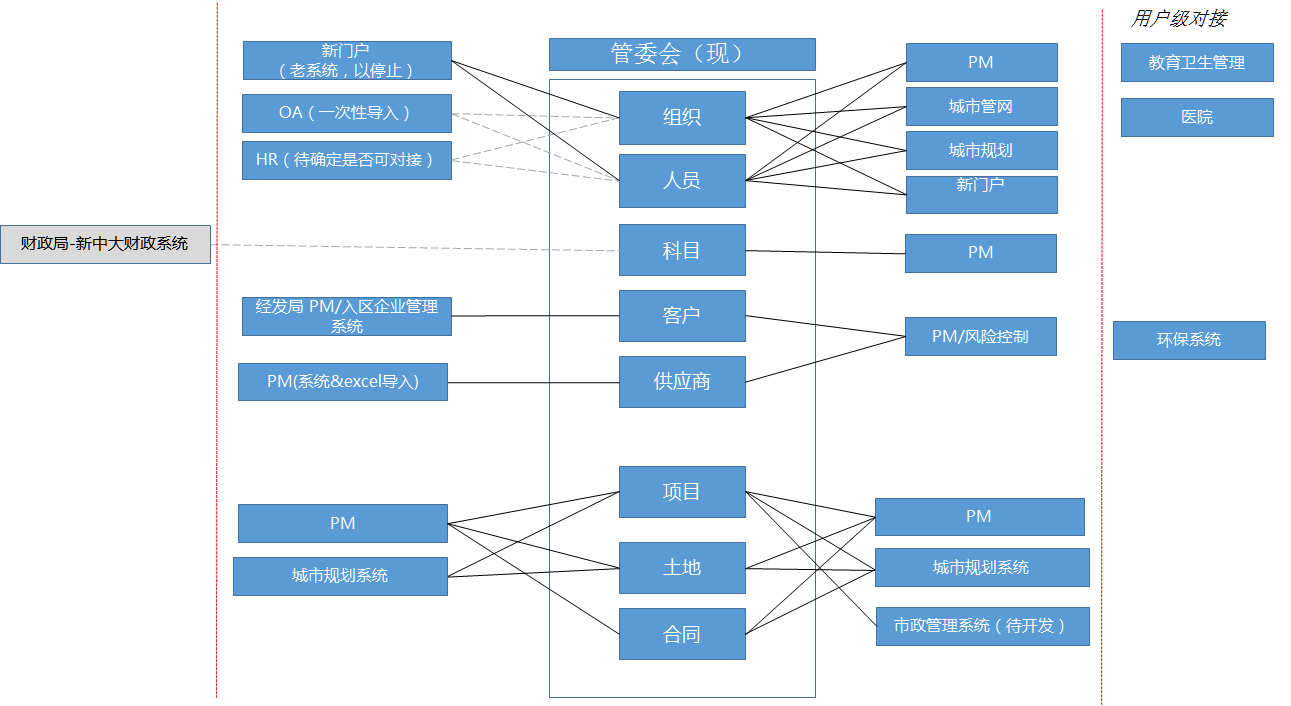 用户级对接
管委会（现）
新门户
（老系统，以停止）
OA（一次性导入）
HR（待确定是否可对接）
财政局-新中大财政系统
经发局 PM/入区企业管理
系统
PM(系统&excel导入)
PM
城市规划系统
组织
人员
科目
客户
供应商
项目
土地
合同
PM
城市管网
城市规划
新门户
PM
PM/风险控制
PM
城市规划系统
市政管理系统（待开发）
教育卫生管理
医院
环保系统